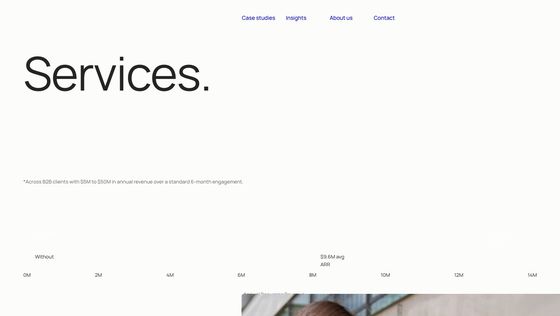 Case studies
Insights
About us
Contact
Services.
*Across B2B clients with $5M to $50M in annual revenue over a standard 6-month engagement.
Without
$9.6M avg
ARR
0M 2M 4M 6M 8M 10M 12M 14M